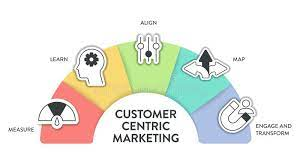 ALIGN
LEARN
MAP
MEASURE
CUSTOMER
CENTRIC
MARKETING
ENGAGE AND
TRANSFORM